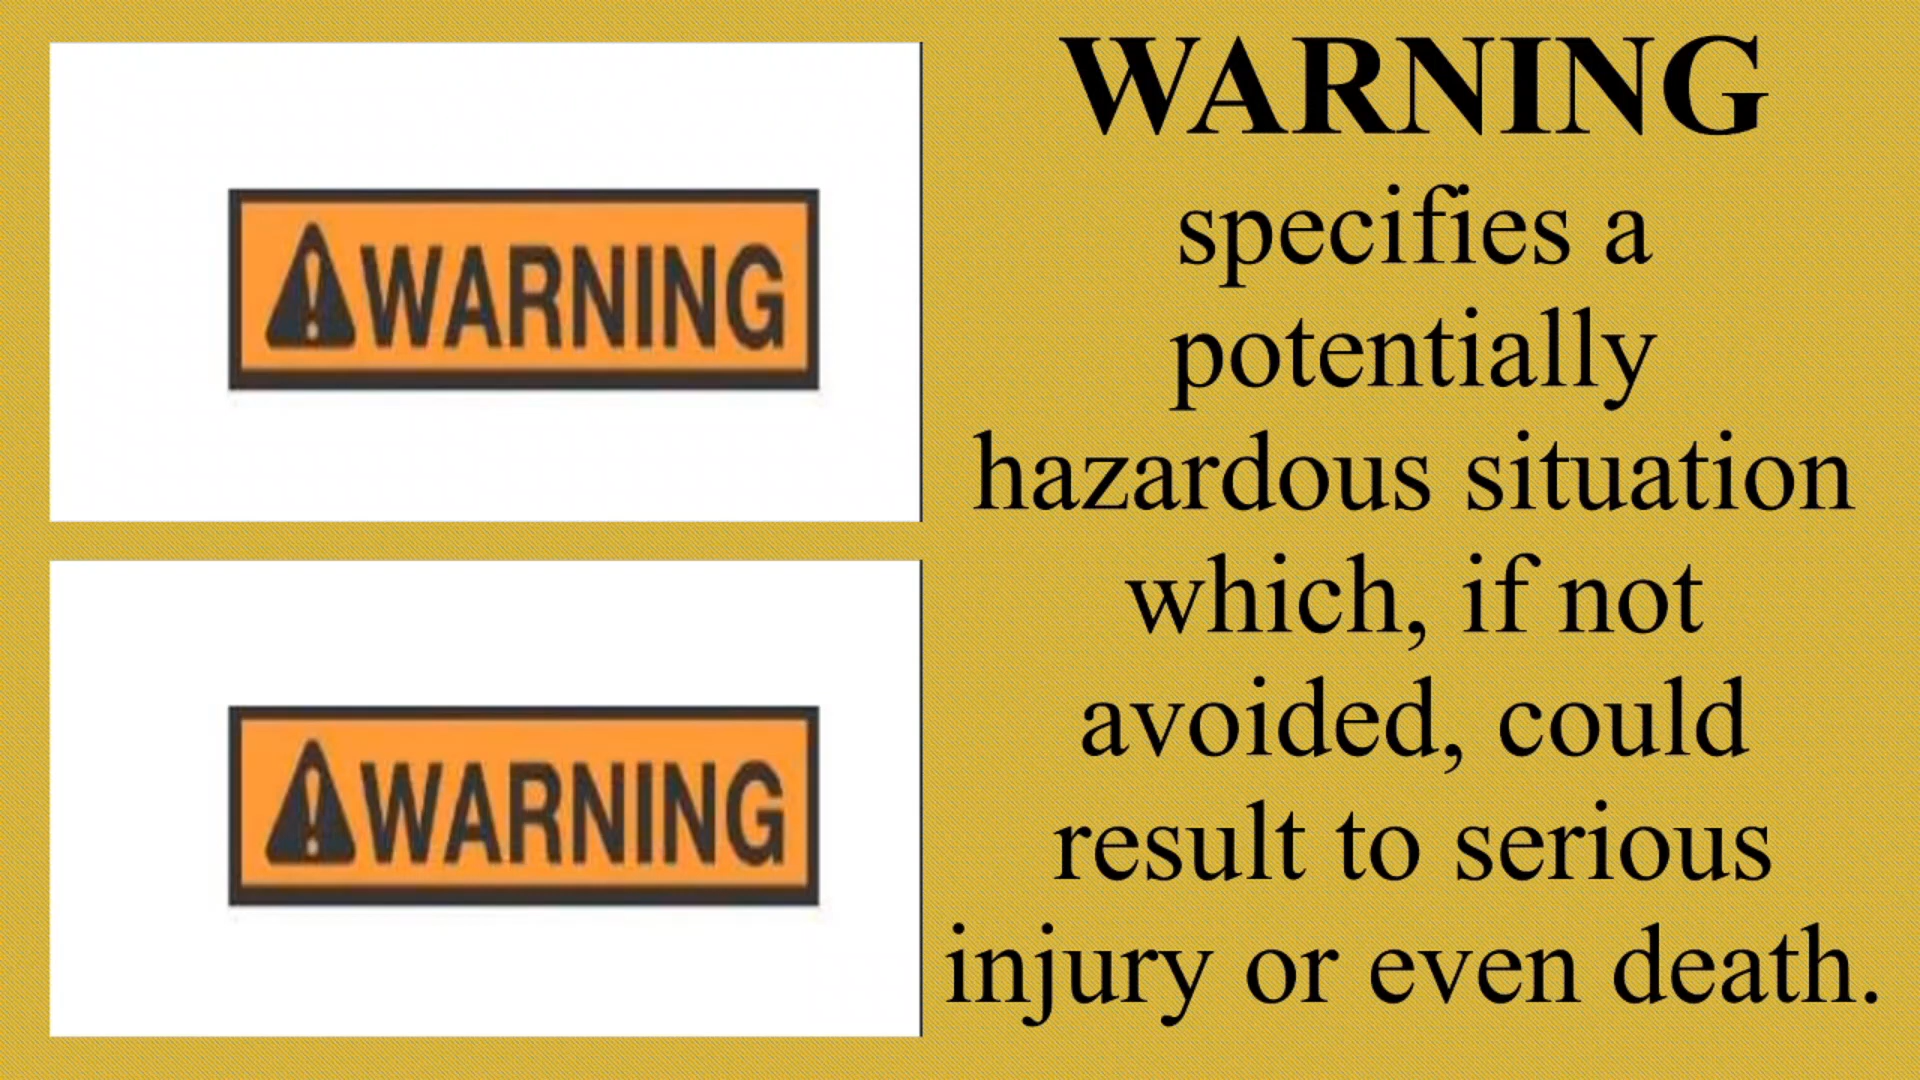 WARNING
WARNING
WARNING
specifies a
potentially
hazardous situation
which, if not
avoided, could
result to serious
injury or even death.